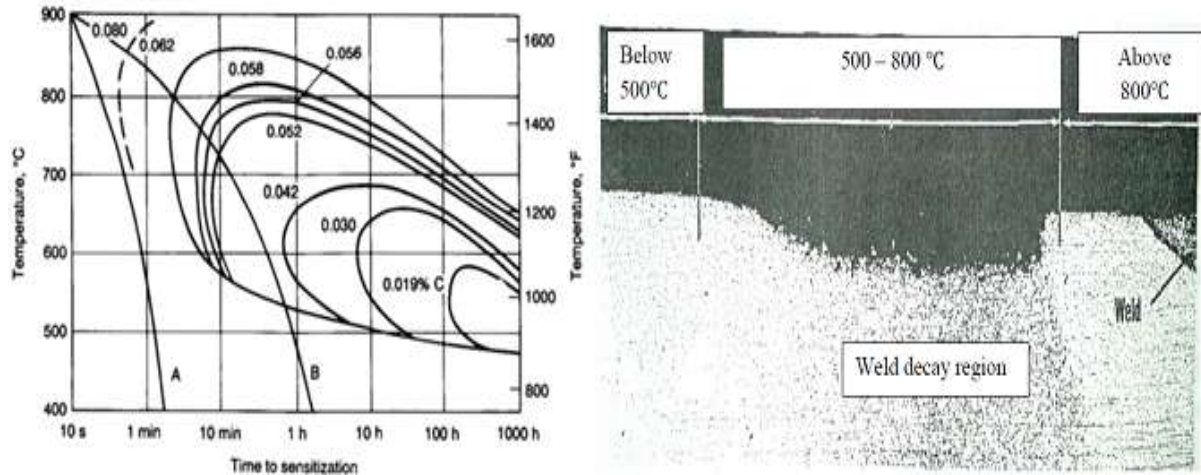 900
800
700
600
500
400
Temperature, °C
10 s
1 min
10 min
1 h
10 h
100 h
1000 h
Time to sensitization
1600
1400
1200
1000
800
Temperature, °F
0.080
0.062
0.056
0.058
0.052
0.042
0.030
0.019% C
A
B
Below
500°C
500 – 800 °C
Above
800°C
Weld
Weld decay region